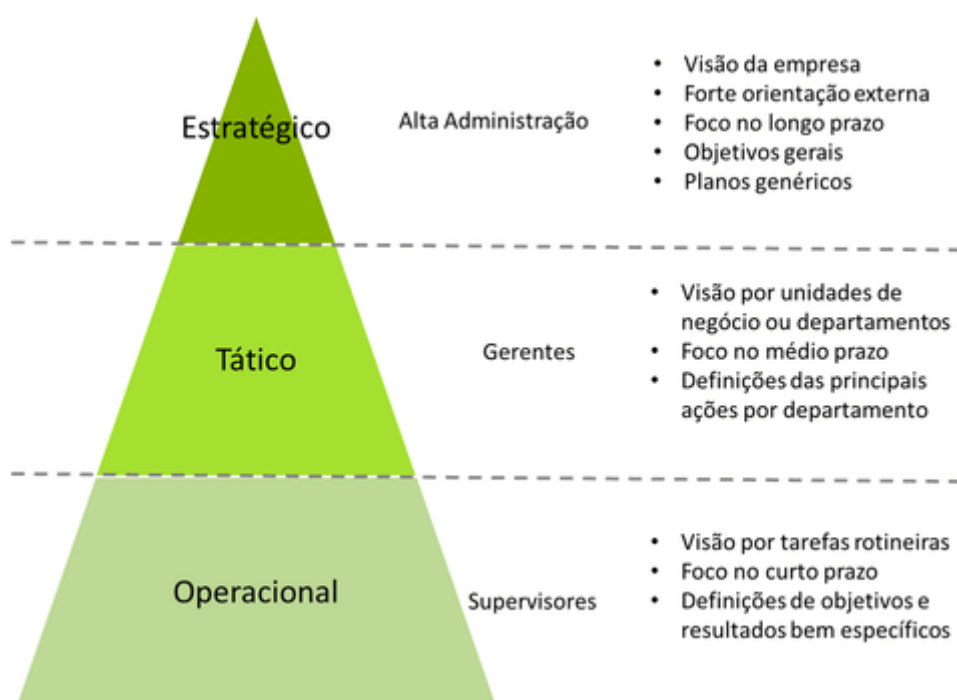 Estratégico
Alta Administração
• Visão da empresa
• Forte orientação externa
• Foco no longo prazo
• Objetivos gerais
• Planos genéricos
Tático
Gerentes
• Visão por unidades de
negócio ou departamentos
• Foco no médio prazo
• Definições das principais
ações por departamento
Operacional
Supervisores
• Visão por tarefas rotineiras
• Foco no curto prazo
• Definições de objetivos e
resultados bem específicos